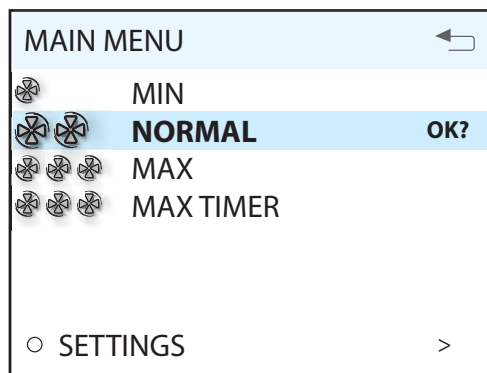 MAIN MENU
MIN
NORMAL OK?
MAX
MAX TIMER
SETTINGS >